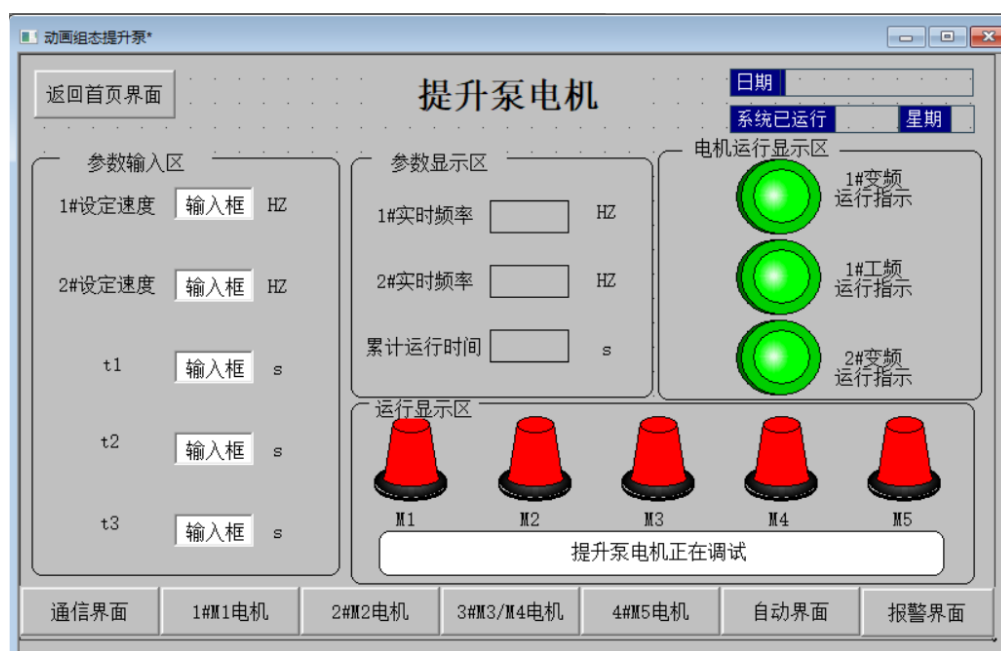 动画组态提升泵*
返回首页界面
提升泵电机
日期
系统已运行 星期
参数输入区
1#设定速度 输入框 HZ
2#设定速度 输入框 HZ
t1 输入框 s
t2 输入框 s
t3 输入框 s
参数显示区
1#实时频率 HZ
2#实时频率 HZ
累计运行时间 s
电机运行显示区
1#变频
运行指示
1#工频
运行指示
2#变频
运行指示
运行显示区
M1 M2 M3 M4 M5
提升泵电机正在调试
通信界面 1#M1电机 2#M2电机 3#M3/M4电机 4#M5电机 自动界面 报警界面